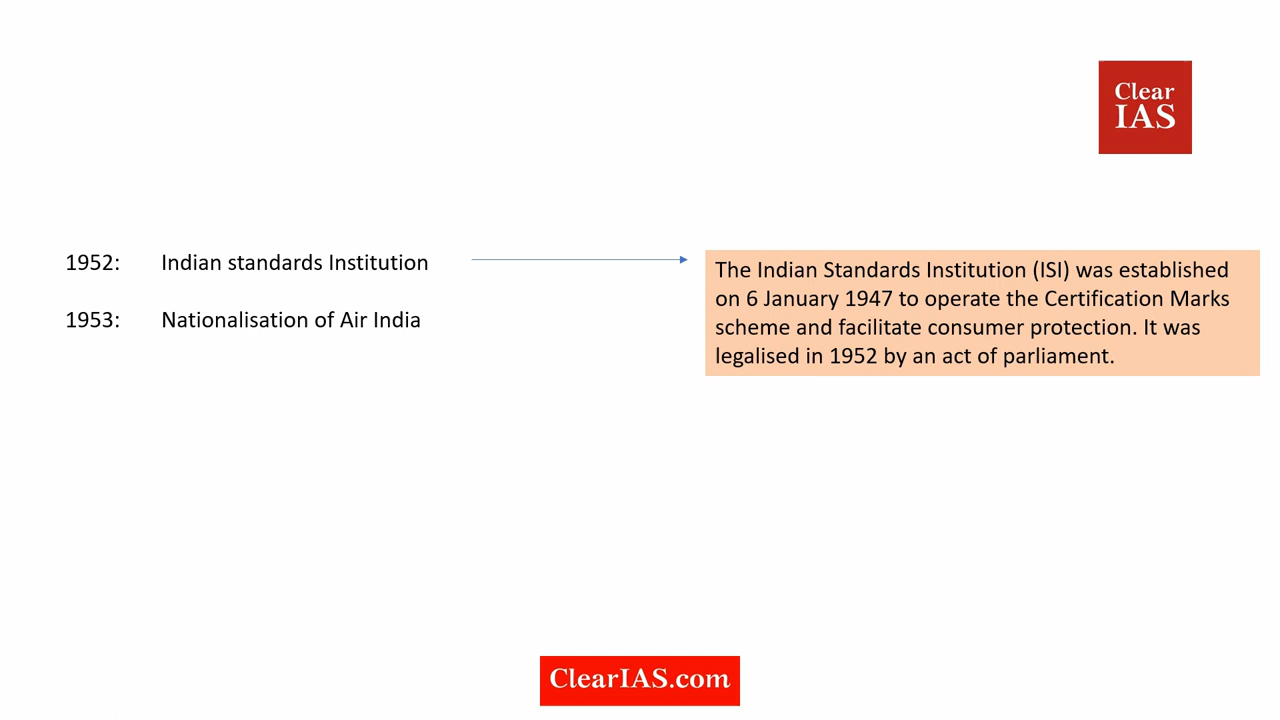 Clear
IAS
1952: Indian standards Institution
The Indian Standards Institution (ISI) was established
on 6 January 1947 to operate the Certification Marks
scheme and facilitate consumer protection. It was
legalised in 1952 by an act of parliament.
1953: Nationalisation of Air India
ClearIAS.com